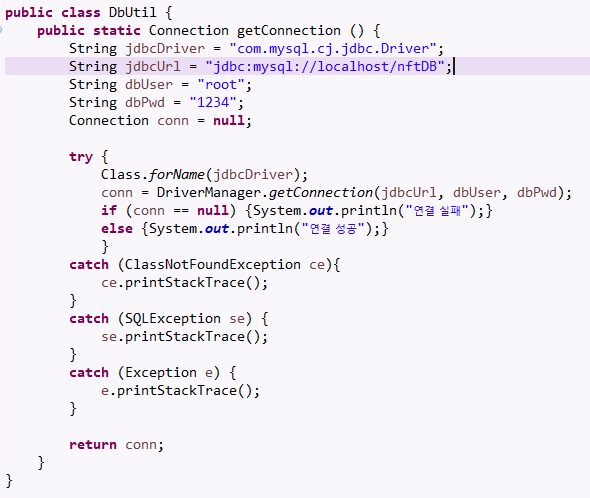 public class DbUtil {
public static Connection getConnection () {
String jdbcDriver = "com.mysql.cj.jdbc.Driver";
String jdbcUrl = "jdbc:mysql://localhost/nftDB";
String dbUser = "root";
String dbPwd = "1234";
Connection conn = null;
try {
Class.forName(jdbcDriver);
conn = DriverManager.getConnection(jdbcUrl, dbUser, dbPwd);
if (conn == null) {System.out.println("연결 실패");}
else {System.out.println("연결 성공");}
}
catch (ClassNotFoundException ce){
ce.printStackTrace();
}
catch (SQLException se) {
se.printStackTrace();
}
catch (Exception e) {
e.printStackTrace();
}
return conn;
}
}